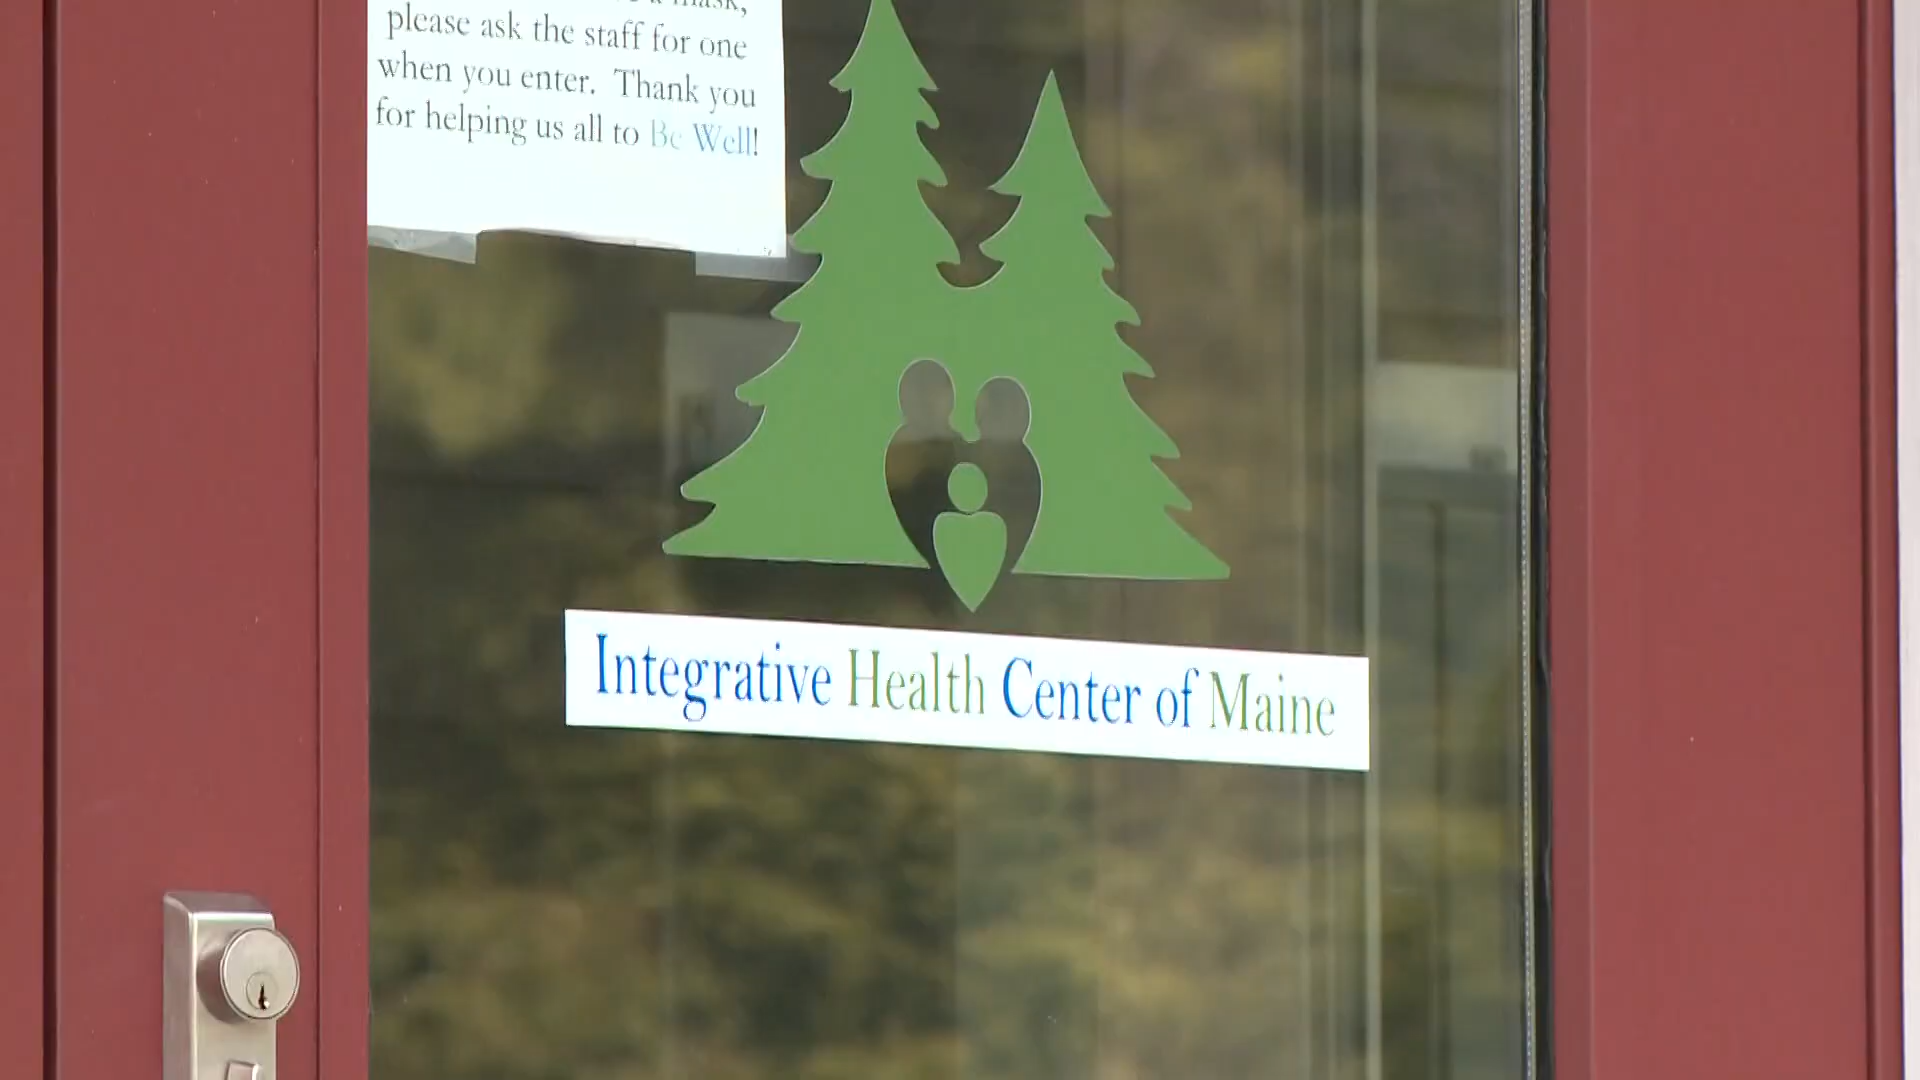 mask,
please ask the staff for one
when you enter. Thank you
for helping us all to Be Well!
Integrative Health Center of Maine